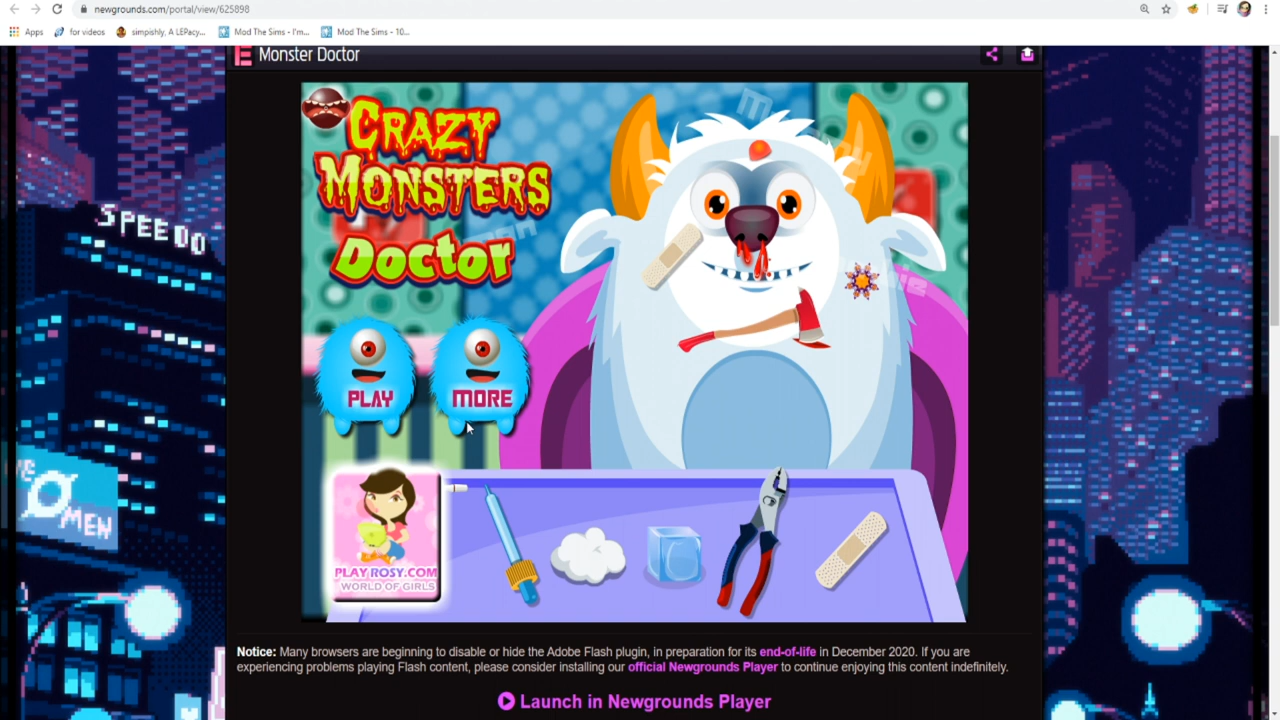 newgrounds.com/portal/view/625898
Apps for videos simpishly, A LEPacy... Mod The Sims - I'm... Mod The Sims - 10...
Monster Doctor
CRAZY
MONSTERS
DOCTOR
PLAY MORE
SPEEDO
MEN
PLAY ROSY.COM
WORLD OF GIRLS
Notice: Many browsers are beginning to disable or hide the Adobe Flash plugin, in preparation for its end-of-life in December 2020. If you are
experiencing problems playing Flash content, please consider installing our official Newgrounds Player to continue enjoying this content indefinitely.
Launch in Newgrounds Player